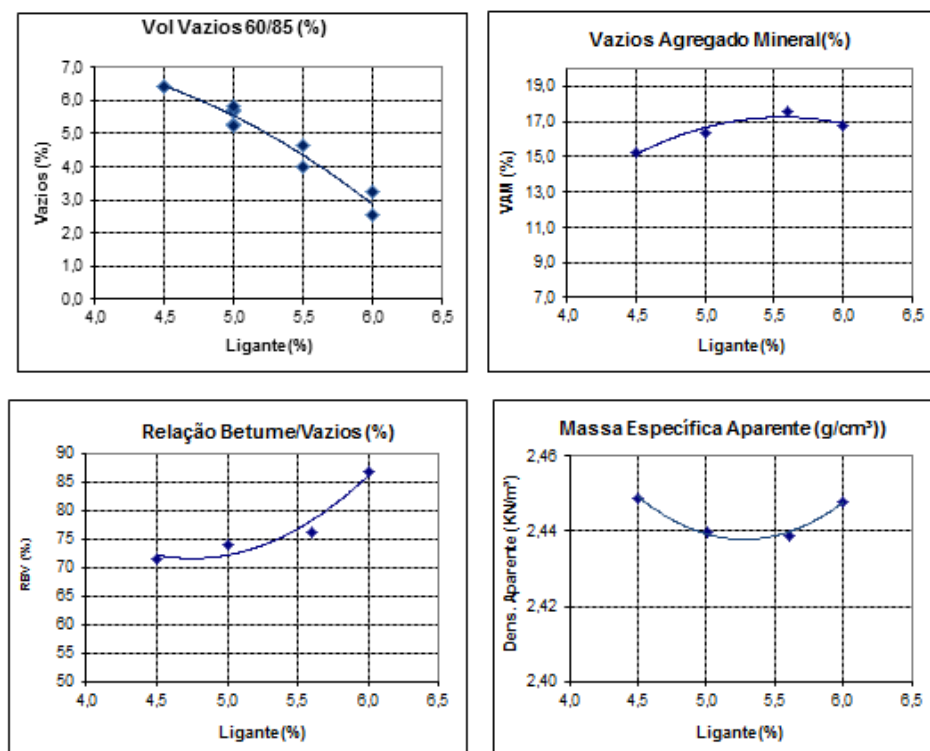 Vol Vazios 60/85 (%)
7,0
6,0
5,0
4,0
3,0
2,0
1,0
0,0
Vazios (%)
4,0 4,5 5,0 5,5 6,0 6,5
Ligante(%)
Vazios Agregado Mineral(%)
19,0
17,0
15,0
13,0
11,0
9,0
7,0
VAM (%)
4,0 4,5 5,0 5,5 6,0 6,5
Ligante(%)
Relação Betume/Vazios (%)
90
85
80
75
70
65
60
55
50
RBV (%)
4,0 4,5 5,0 5,5 6,0 6,5
Ligante(%)
Massa Específica Aparente (g/cm³))
2,46
2,44
2,42
2,40
Dens. Aparente (KN/m³)
4,0 4,5 5,0 5,5 6,0 6,5
Ligante(%)